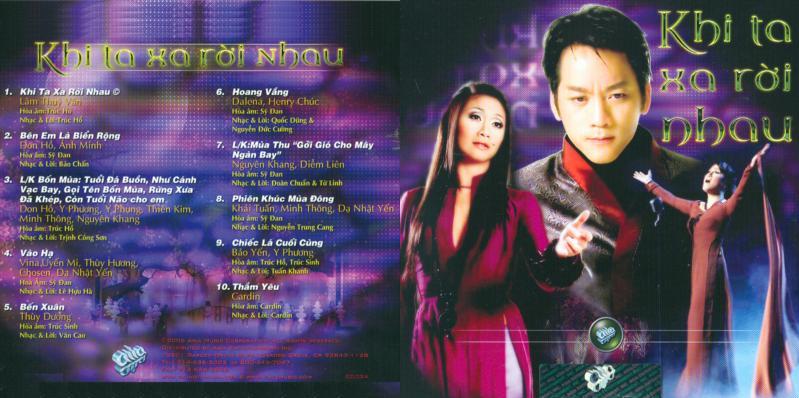 Khi ta xa rời nhau
1. Khi Ta Xa Rời Nhau ©
Lâm Thúy Vân
Hòa âm: Trúc Hồ
Nhạc & Lời: Trúc Hồ
2. Bên Em Là Biển Rộng
Don Hồ, Ánh Minh
Hòa âm: Sỹ Đan
Nhạc & Lời: Bảo Chấn
3. L/K Bốn Mùa: Tuổi Đá Buồn, Như Cánh
Vạc Bay, Gọi Tên Bốn Mùa, Rừng Xưa
Đã Khép, Còn Tuổi Nào cho em
Don Hồ, Y Phương, Y Phụng, Thiên Kim,
Minh Thông, Nguyên Khang
Hòa âm: Trúc Hồ
Nhạc & Lời: Trịnh Công Sơn
4. Vào Hạ
Vina Uyển Mi, Thùy Hương,
Chosen, Dạ Nhật Yến
Hòa Âm: Sỹ Đan
Nhạc & Lời: Lê Hựu Hà
5. Bến Xuân
Thùy Dương
Hòa âm: Trúc Sinh
Nhạc & Lời: Văn Cao
6. Hoang Vắng
Dalena, Henry Chúc
Hòa âm: Sỹ Đan
Nhạc & Lời: Quốc Dũng &
Nguyễn Đức Cường
7. L/K:Mùa Thu "Gởi Gió Cho Mây
Ngàn Bay"
Nguyên Khang, Diễm Liên
Hòa âm: Sỹ Đan
Nhạc & Lời: Đoàn Chuẩn & Từ Linh
8. Phiên Khúc Mùa Đông
Khải Tuấn, Minh Thông, Dạ Nhật Yến
Hòa âm: Sỹ Đan
Nhạc & Lời: Nguyễn Trung Cang
9. Chiếc Lá Cuối Cùng
Bảo Yến, Y Phương
Hòa âm: Trúc Hồ, Trúc Sinh
Nhạc & Lời: Tuấn Khanh
10. Thầm Yêu
Cardin
Hòa âm: Cardin
Nhạc & Lời: Cardin
Khi ta
xa rời
nhau